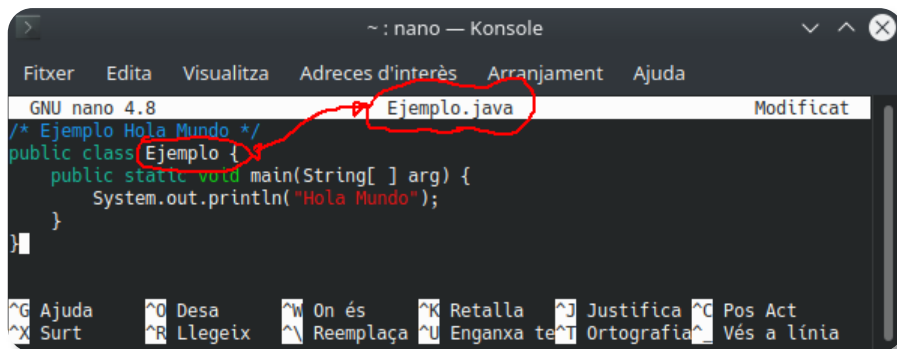 ~ : nano — Konsole
Fitxer Edita Visualitza Adreces d'interès Arranjament Ajuda
GNU nano 4.8 Ejemplo.java Modificat
/* Ejemplo Hola Mundo */
public class Ejemplo {
    public static void main(String[ ] arg) {
        System.out.println("Hola Mundo");
    }
}
^G Ajuda ^O Desa ^W On és ^K Retalla ^J Justifica ^C Pos Act
^X Surt ^R Llegeix ^\ Reemplaça ^U Enganxa te^T Ortografia^_ Vés a línia